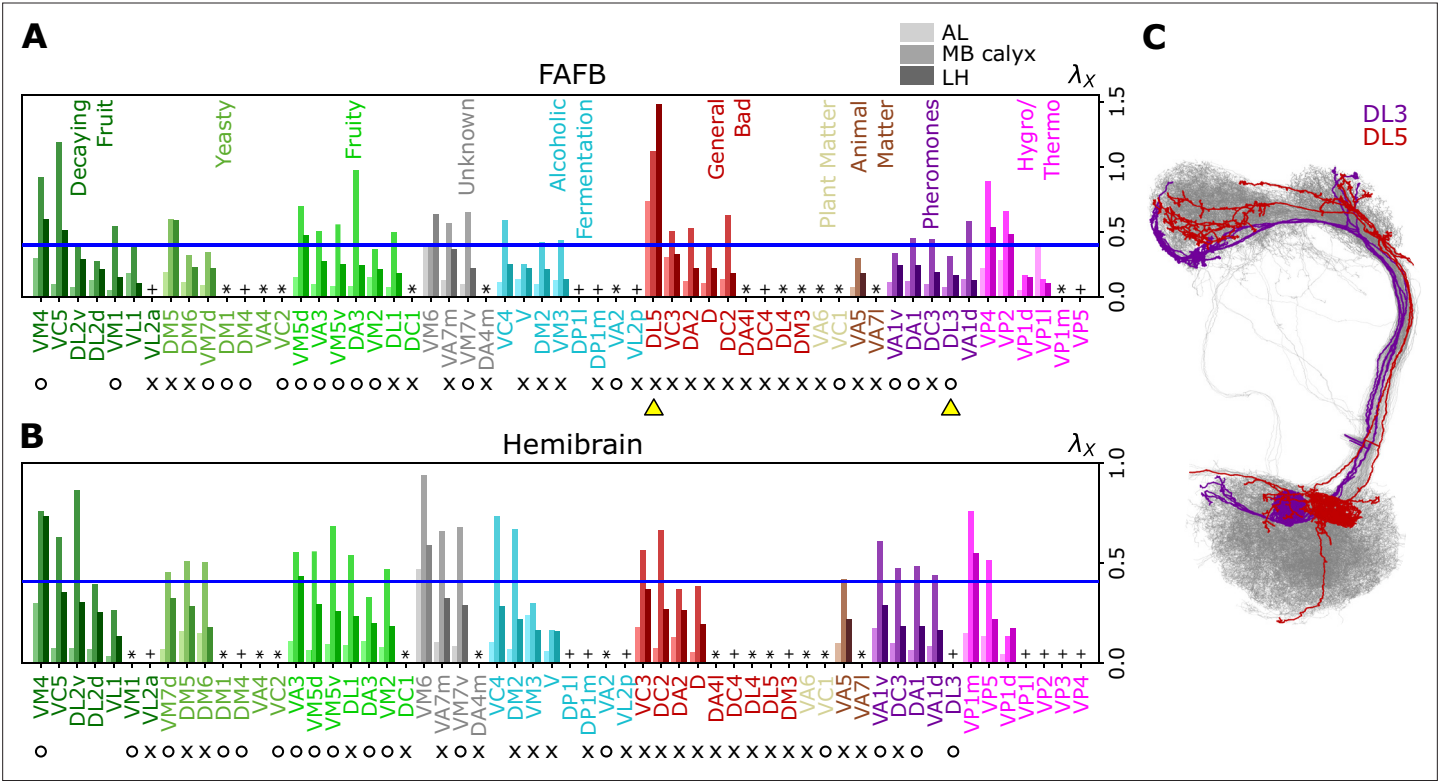 A
AL
MB calyx
LH
FAFB
λX
C
Decaying
Fruit
Yeasty
Fruity
Unknown
Alcoholic
Fermentation
General
Bad
Plant Matter
Animal
Matter
Pheromones
Hygro/
Thermo
1.5
1.0
0.5
0.0
VM4 VC5 DL2v DL2d VM1 VL1 VL2a DM5 DM6 VM7d DM1 DM4 VA4 VC2 VM5d VA3 VM5v DA3 VM2 DL1 DC1 VM6 VA7m VM7v DA4m VC4 V DM2 VM3 DP1l DP1m VA2 VL2p DL5 VC3 DA2 D DC2 DA4l DC4 DL4 DM3 VA6 VC1 VA5 VA7l VA1v DA1 DC3 DL3 VA1d VP4 VP2 VP1d VP1l VP1m VP5
DL3
DL5
B
Hemibrain
λX
1.0
0.5
0.0
VM4 VC5 DL2v DL2d VL1 VM1 VL2a VM7d DM5 DM6 DM1 DM4 VA4 VC2 VA3 VM5d VM5v DL1 DA3 VM2 DC1 VM6 VA7m VM7v DA4m VC4 DM2 VM3 V DP1l DP1m VA2 VL2p VC3 DC2 DA2 D DA4l DC4 DL4 DL5 DM3 VA6 VC1 VA5 VA7l VA1v DC3 DA1 VA1d DL3 VP1m VP5 VP1d VP1l VP2 VP3 VP4